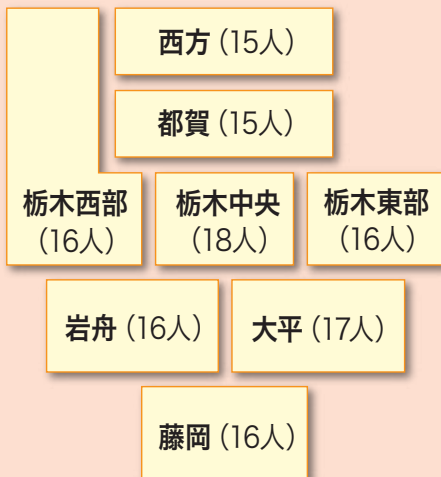 西方（15人）
都賀（15人）
栃木西部
（16人）
栃木中央
（18人）
栃木東部
（16人）
岩舟（16人）
大平（17人）
藤岡（16人）